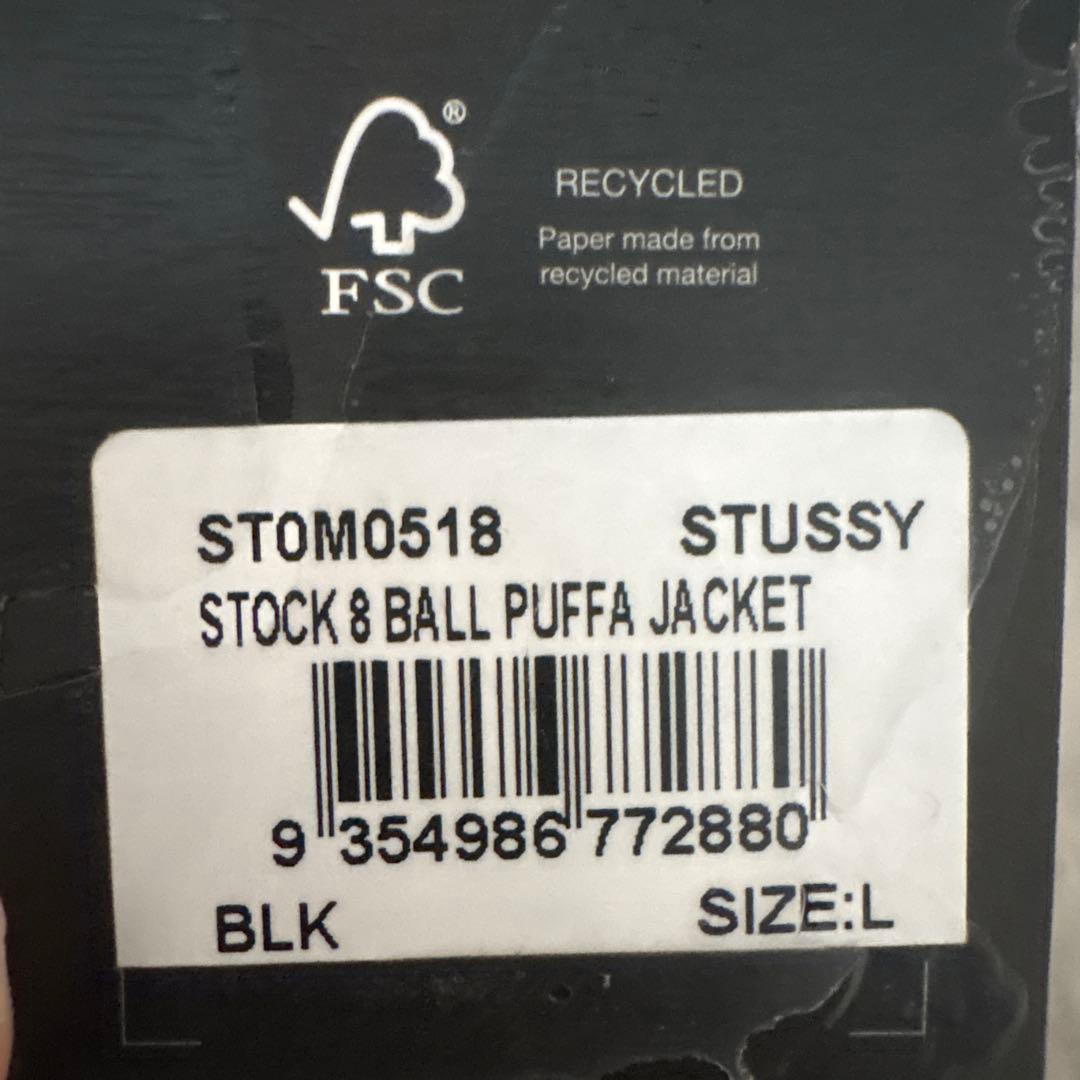 ®
FSC
RECYCLED
Paper made from
recycled material
ST0M0518 STUSSY
STOCK 8 BALL PUFFA JACKET
9 354986 772880
BLK SIZE:L